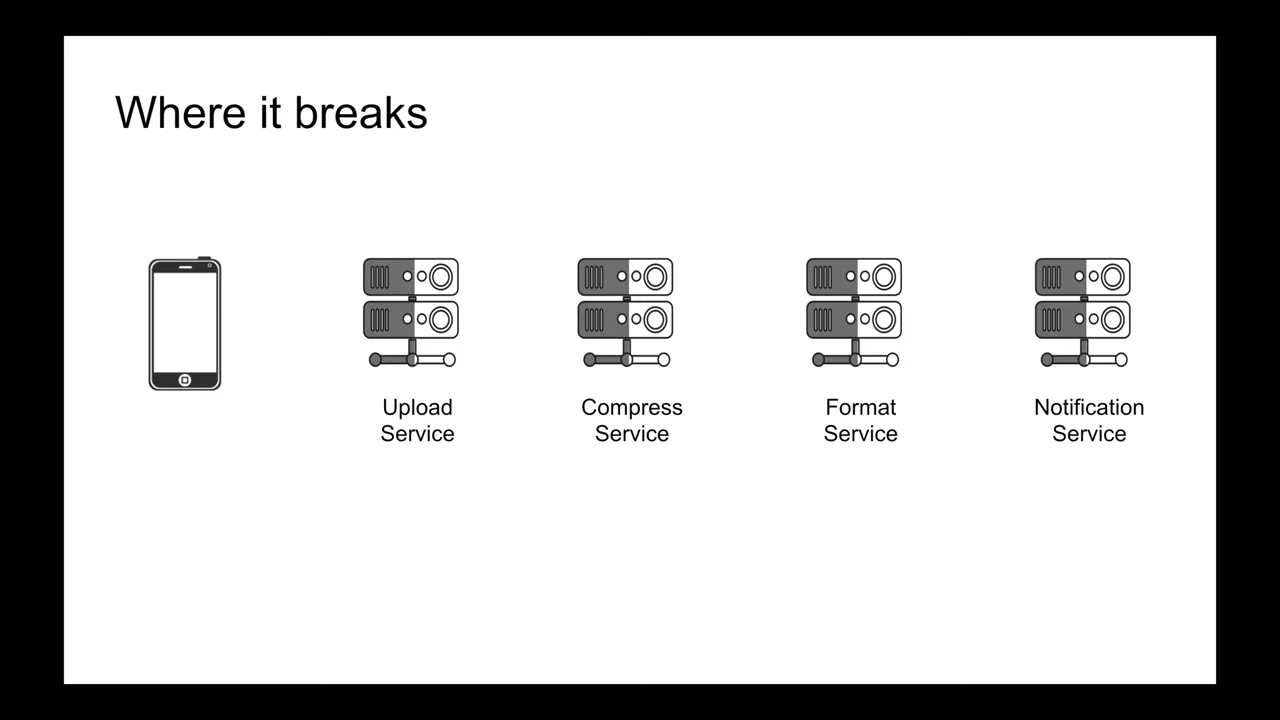 Where it breaks
Upload
Service
Compress
Service
Format
Service
Notification
Service